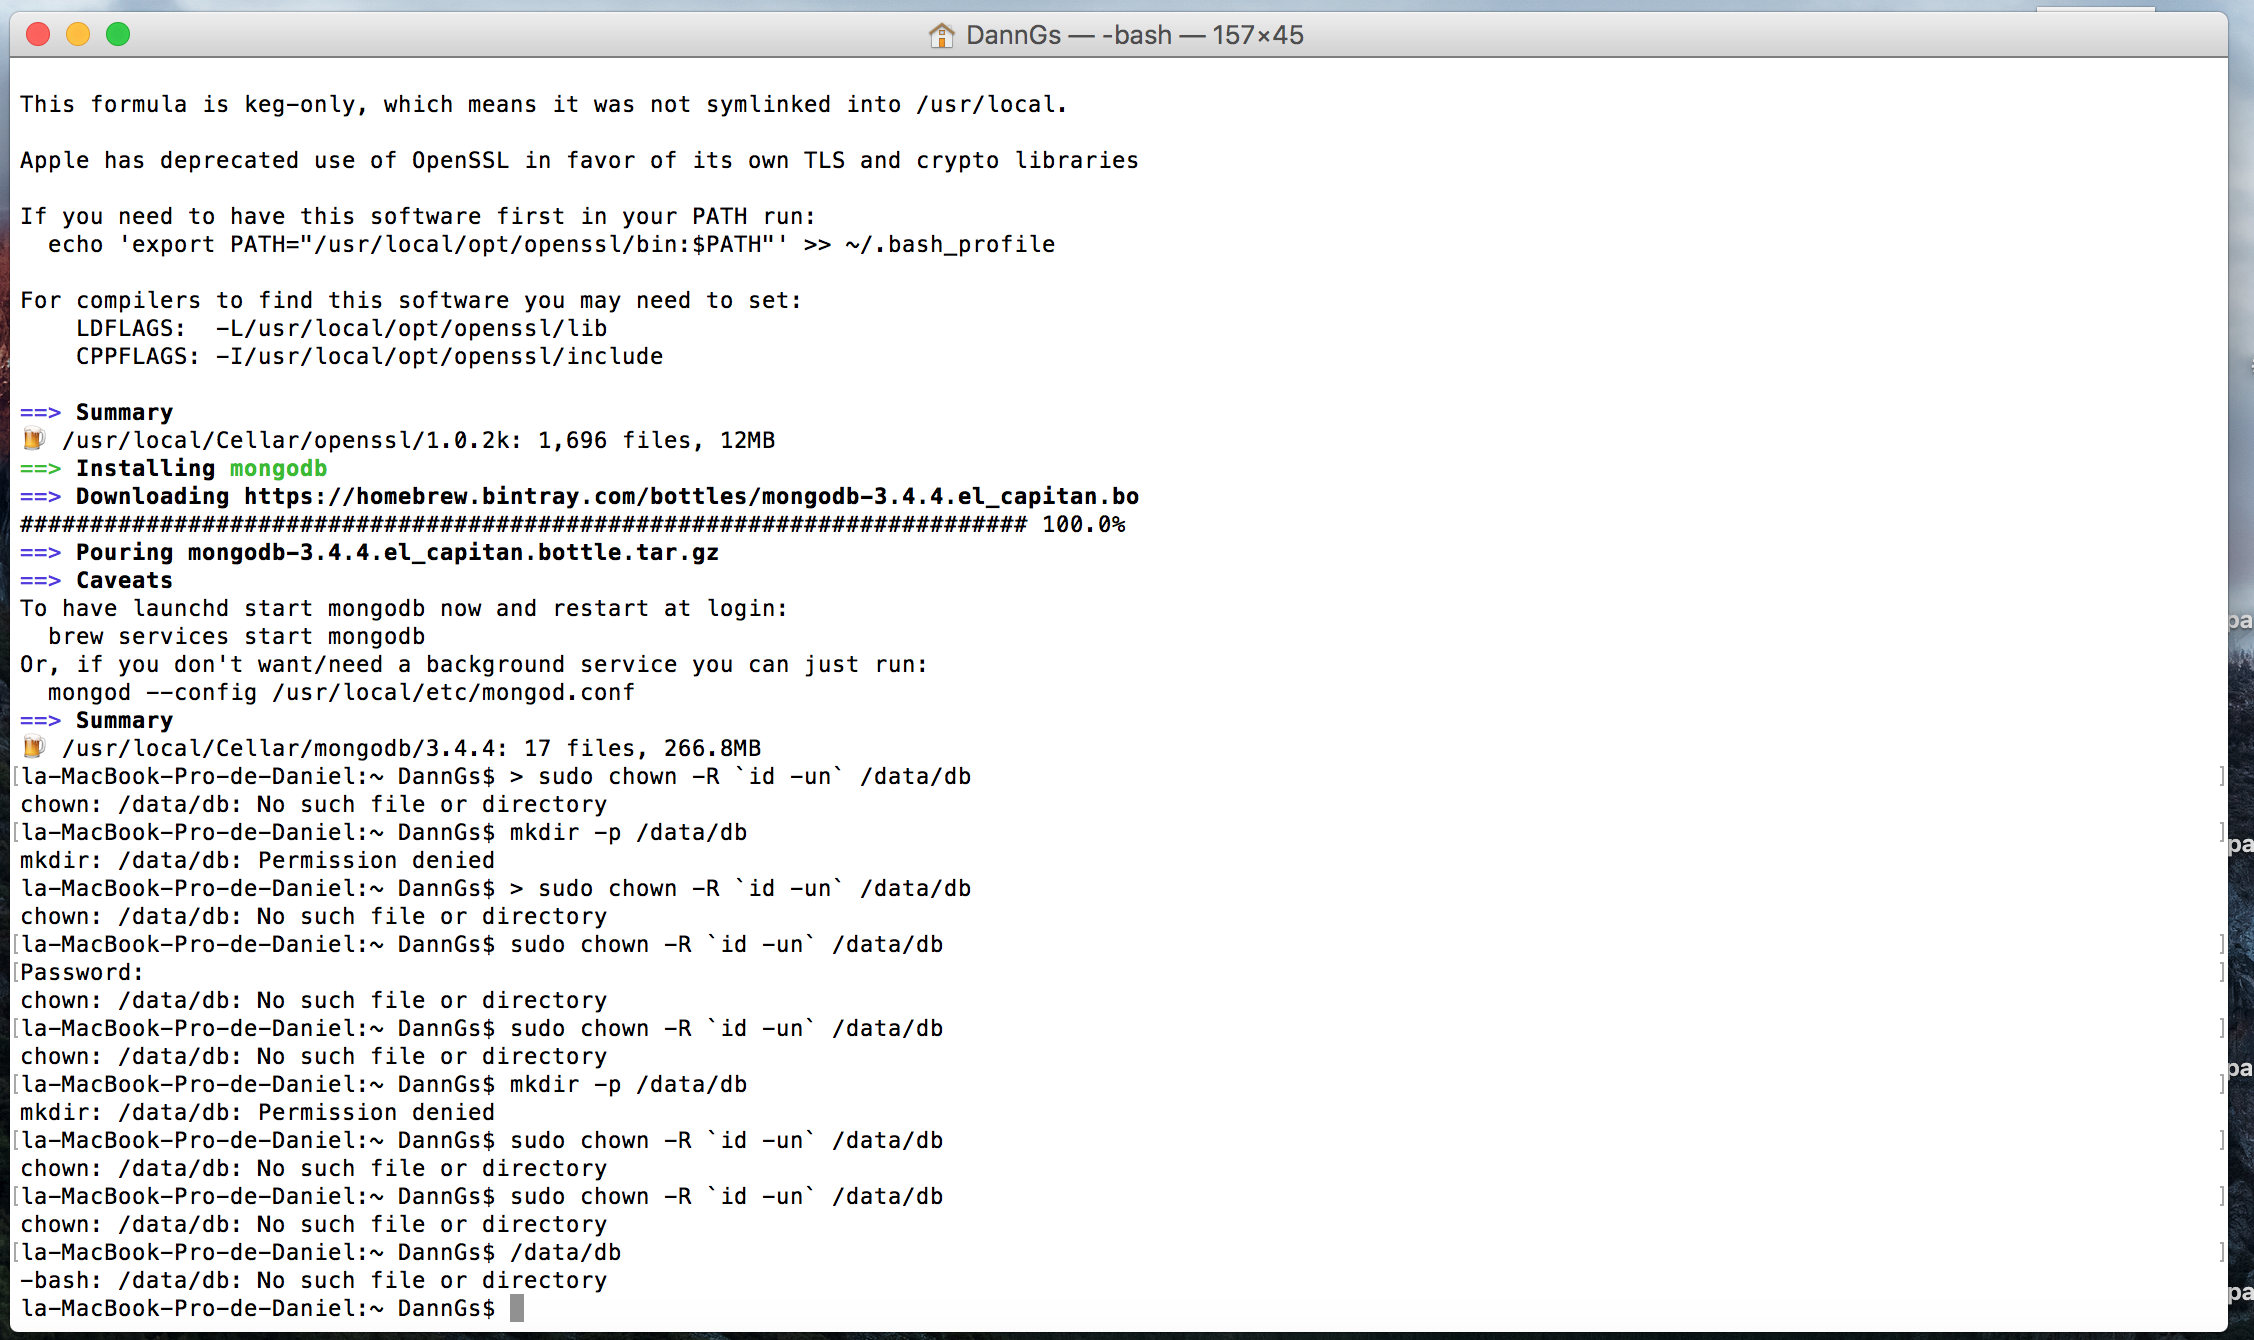 DannGs — -bash — 157×45
This formula is keg-only, which means it was not symlinked into /usr/local.
Apple has deprecated use of OpenSSL in favor of its own TLS and crypto libraries
If you need to have this software first in your PATH run:
  echo 'export PATH="/usr/local/opt/openssl/bin:$PATH"' >> ~/.bash_profile
For compilers to find this software you may need to set:
    LDFLAGS:  -L/usr/local/opt/openssl/lib
    CPPFLAGS: -I/usr/local/opt/openssl/include
==> Summary
🍺 /usr/local/Cellar/openssl/1.0.2k: 1,696 files, 12MB
==> Installing mongodb
==> Downloading https://homebrew.bintray.com/bottles/mongodb-3.4.4.el_capitan.bo
######################################################################## 100.0%
==> Pouring mongodb-3.4.4.el_capitan.bottle.tar.gz
==> Caveats
To have launchd start mongodb now and restart at login:
  brew services start mongodb
Or, if you don't want/need a background service you can just run:
  mongod --config /usr/local/etc/mongod.conf
==> Summary
🍺 /usr/local/Cellar/mongodb/3.4.4: 17 files, 266.8MB
[la-MacBook-Pro-de-Daniel:~ DannGs$ > sudo chown -R `id -un` /data/db ]
chown: /data/db: No such file or directory
[la-MacBook-Pro-de-Daniel:~ DannGs$ mkdir -p /data/db ]
mkdir: /data/db: Permission denied
la-MacBook-Pro-de-Daniel:~ DannGs$ > sudo chown -R `id -un` /data/db
chown: /data/db: No such file or directory
[la-MacBook-Pro-de-Daniel:~ DannGs$ sudo chown -R `id -un` /data/db ]
[Password: ]
chown: /data/db: No such file or directory
[la-MacBook-Pro-de-Daniel:~ DannGs$ sudo chown -R `id -un` /data/db ]
chown: /data/db: No such file or directory
[la-MacBook-Pro-de-Daniel:~ DannGs$ mkdir -p /data/db ]
mkdir: /data/db: Permission denied
[la-MacBook-Pro-de-Daniel:~ DannGs$ sudo chown -R `id -un` /data/db ]
chown: /data/db: No such file or directory
[la-MacBook-Pro-de-Daniel:~ DannGs$ sudo chown -R `id -un` /data/db ]
chown: /data/db: No such file or directory
[la-MacBook-Pro-de-Daniel:~ DannGs$ /data/db ]
-bash: /data/db: No such file or directory
la-MacBook-Pro-de-Daniel:~ DannGs$
pa
pa
pa
pa